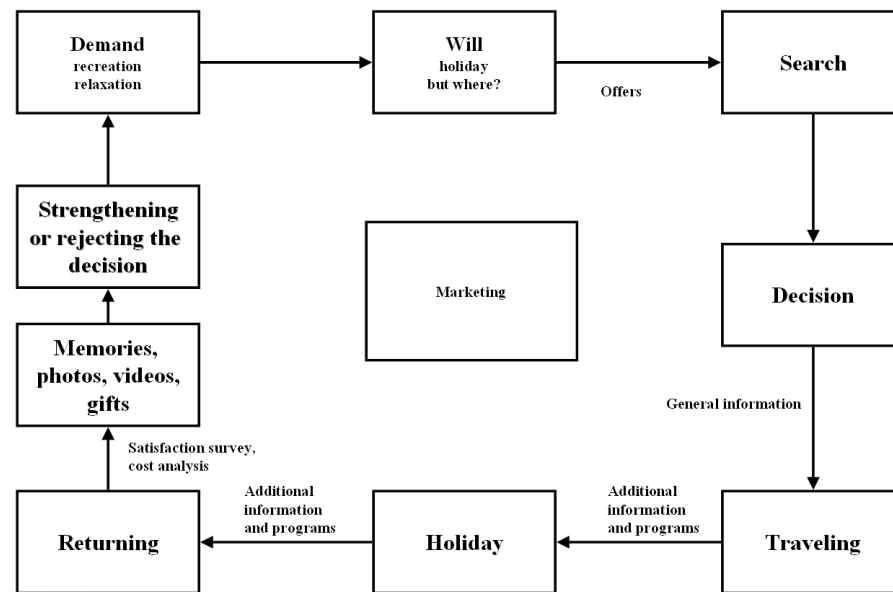 Demand
recreation
relaxation
Will
holiday
but where?
Offers
Search
Strengthening
or rejecting the
decision
Marketing
Decision
Memories,
photos, videos,
gifts
General information
Satisfaction survey,
cost analysis
Returning
Additional
information
and programs
Holiday
Additional
information
and programs
Traveling